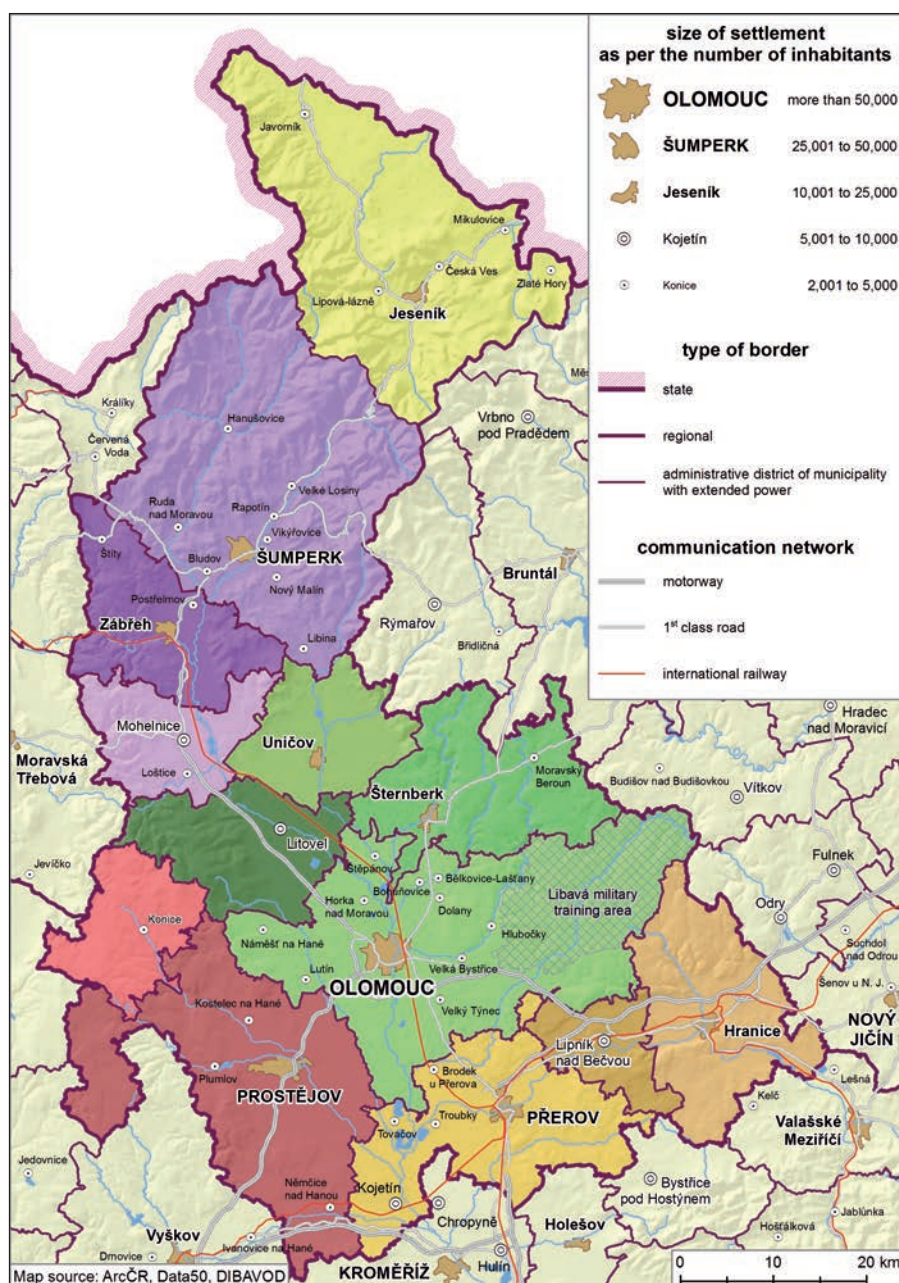 size of settlement
as per the number of inhabitants
OLOMOUC more than 50,000
ŠUMPERK 25,001 to 50,000
Jeseník 10,001 to 25,000
Kojetín 5,001 to 10,000
Konice 2,001 to 5,000
type of border
state
regional
administrative district of municipality
with extended power
communication network
motorway
1st class road
international railway
Javorník
Mikulovice
Česká Ves
Zlaté Hory
Lipová-lázně
Jeseník
Králíky
Hanušovice
Vrbno
pod Pradědem
Mě
Červená
Voda
Velké Losiny
Ruda
nad Moravou
Rapotín
Vikýřovice
Štíty
Bludov
ŠUMPERK
Bruntál
Nový Malín
Postřelmov
Rýmařov
Zábřeh
Břidličná
Libina
Mohelnice
Hradec
nad Moravicí
Uničov
Moravská
Třebová
Loštice
Moravský
Beroun
Budišov nad Budišovkou
Šternberk
Vítkov
Litovel
Jevíčko
Štěpánov
Fulnek
Bohuňovice
Bělkovice-Lašťany
Libavá military
training area
Horka
nad Moravou
Dolany
Odry
Konice
Hlubočky
Náměšť na Hané
Suchdol
nad Odrou
Velká Bystřice
Lutín
OLOMOUC
Šenov u N. J.
Velký Týnec
Kostelec na Hané
NOVÝ
JIČÍN
Hranice
Lipník
nad Bečvou
Brodek
u Přerova
Plumlov
Lešná
PROSTĚJOV
Kelč
PŘEROV
Troubky
Valašské
Meziříčí
Tovačov
Jedovnice
Bystřice
pod Hostýnem
Němčice
nad Hanou
Kojetín
Chropyně
Jablůnka
Holešov
Vyškov
Hošťálková
Drnovice
Ivanovice na Hané
Hulín
KROMĚŘÍŽ
0 10 20 km
Map source: ArcČR, Data50, DIBAVOD